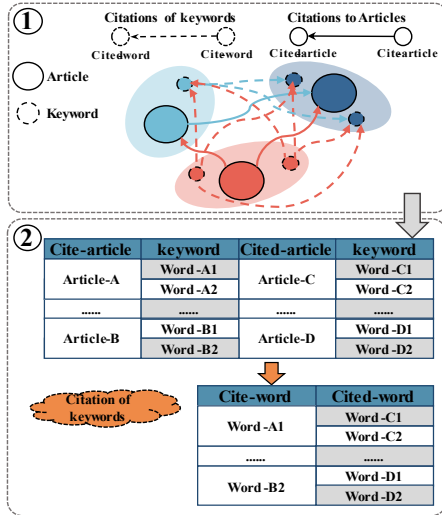 1
Citations of keywords
Citations to Articles
Citedword
Citeword
Citedarticle
Citearticle
Article
Keyword
2
Cite-article keyword Cited-article keyword
Article-A Word-A1 Article-C Word-C1
Word-A2 Word-C2
...... ...... ...... ......
Article-B Word-B1 Article-D Word-D1
Word-B2 Word-D2
Citation of
keywords
Cite-word Cited-word
Word-A1 Word-C1
Word-C2
...... ......
Word-B2 Word-D1
Word-D2